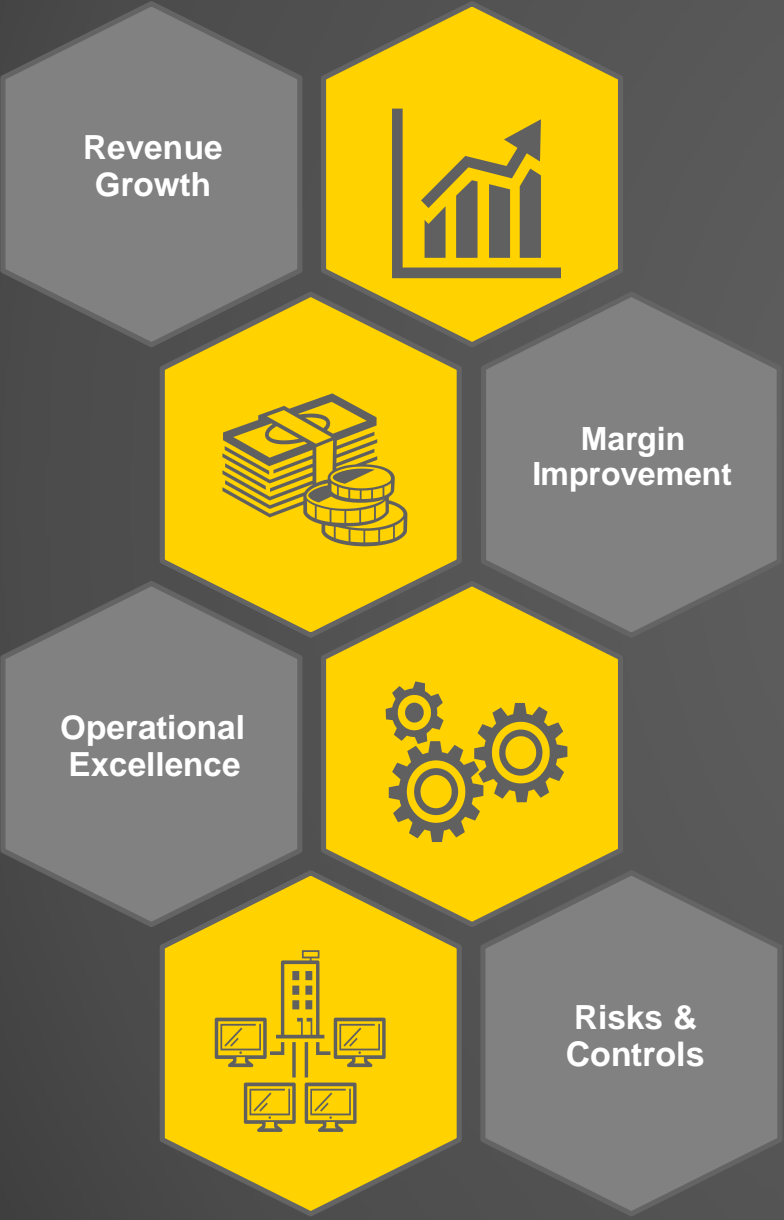 Revenue
Growth
Margin
Improvement
Operational
Excellence
Risks &
Controls